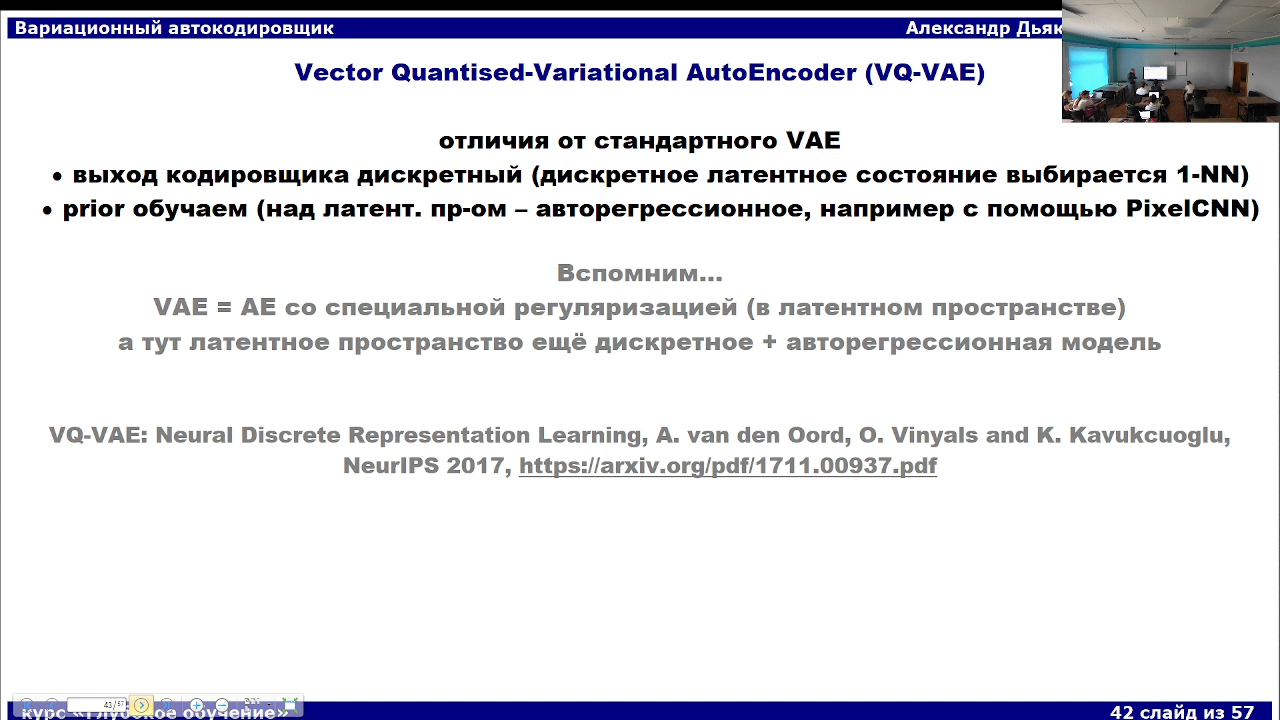 Вариационный автокодировщик
Александр
Vector Quantised-Variational AutoEncoder (VQ-VAE)
отличия от стандартного VAE
• выход кодировщика дискретный (дискретное латентное состояние выбирается 1-NN)
• prior обучаем (над латент. пр-ом – авторегрессионное, например с помощью PixelCNN)
Вспомним...
VAE = AE со специальной регуляризацией (в латентном пространстве)
а тут латентное пространство ещё дискретное + авторегрессионная модель
VQ-VAE: Neural Discrete Representation Learning, A. van den Oord, O. Vinyals and K. Kavukcuoglu,
NeurIPS 2017, https://arxiv.org/pdf/1711.00937.pdf
43/57
курс «Глубокое обучение»
42 слайд из 57